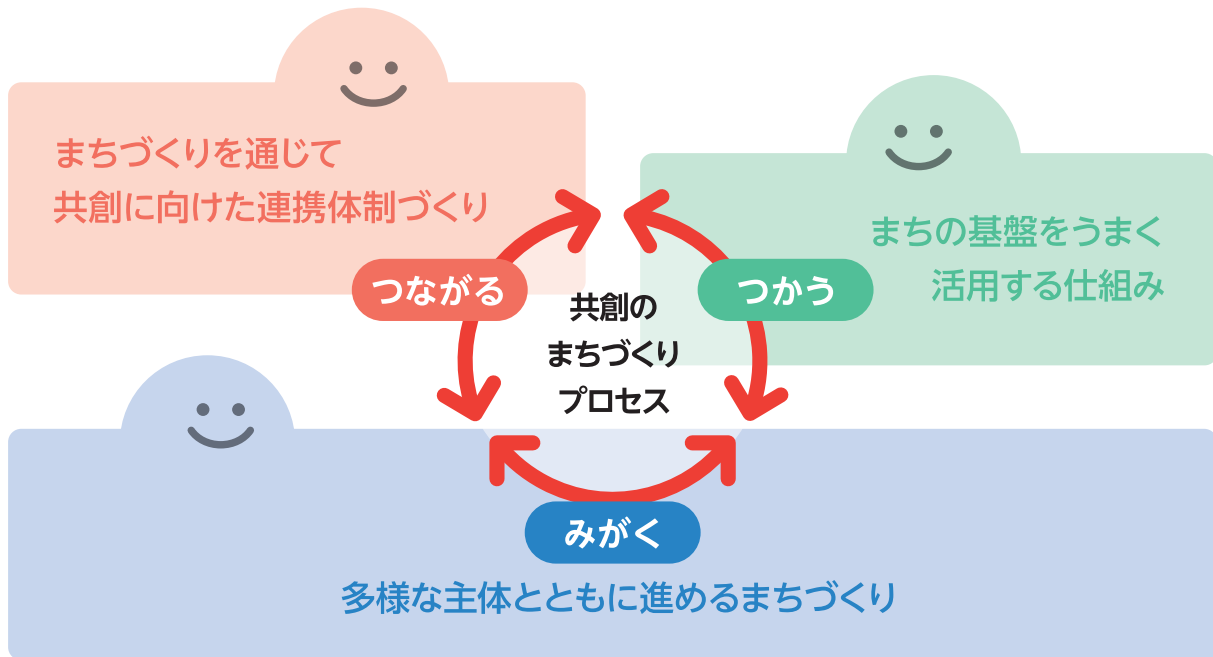 まちづくりを通じて
共創に向けた連携体制づくり
つながる
まちの基盤をうまく
活用する仕組み
つかう
共創の
まちづくり
プロセス
みがく
多様な主体とともに進めるまちづくり